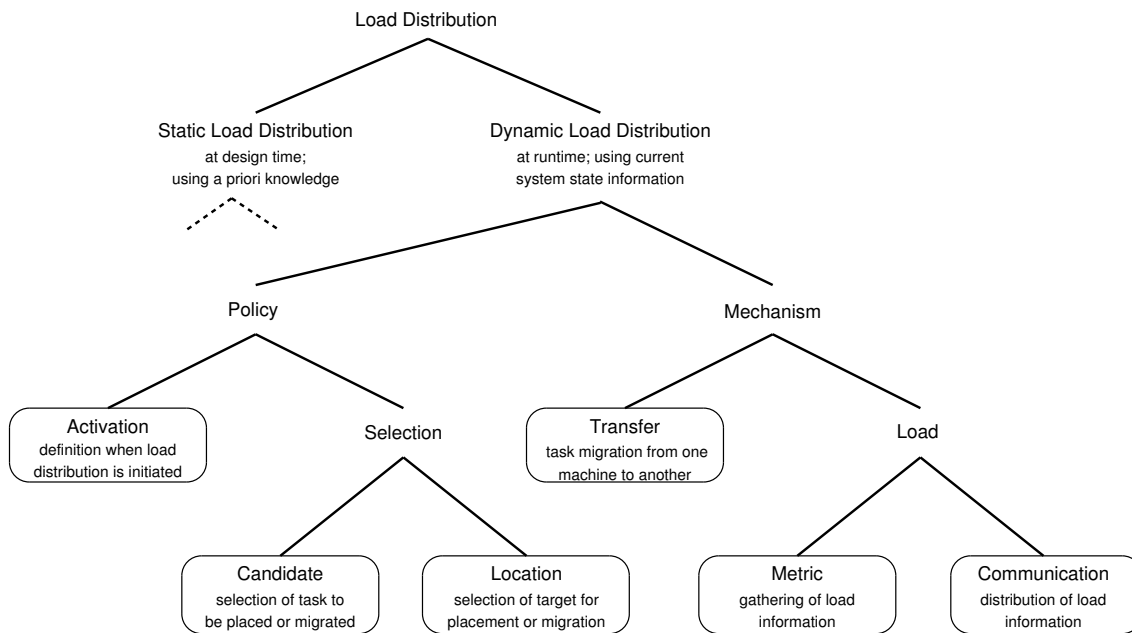 Load Distribution
Static Load Distribution
at design time;
using a priori knowledge
Dynamic Load Distribution
at runtime; using current
system state information
Policy
Mechanism
Activation
definition when load
distribution is initiated
Selection
Transfer
task migration from one
machine to another
Load
Candidate
selection of task to
be placed or migrated
Location
selection of target for
placement or migration
Metric
gathering of load
information
Communication
distribution of load
information